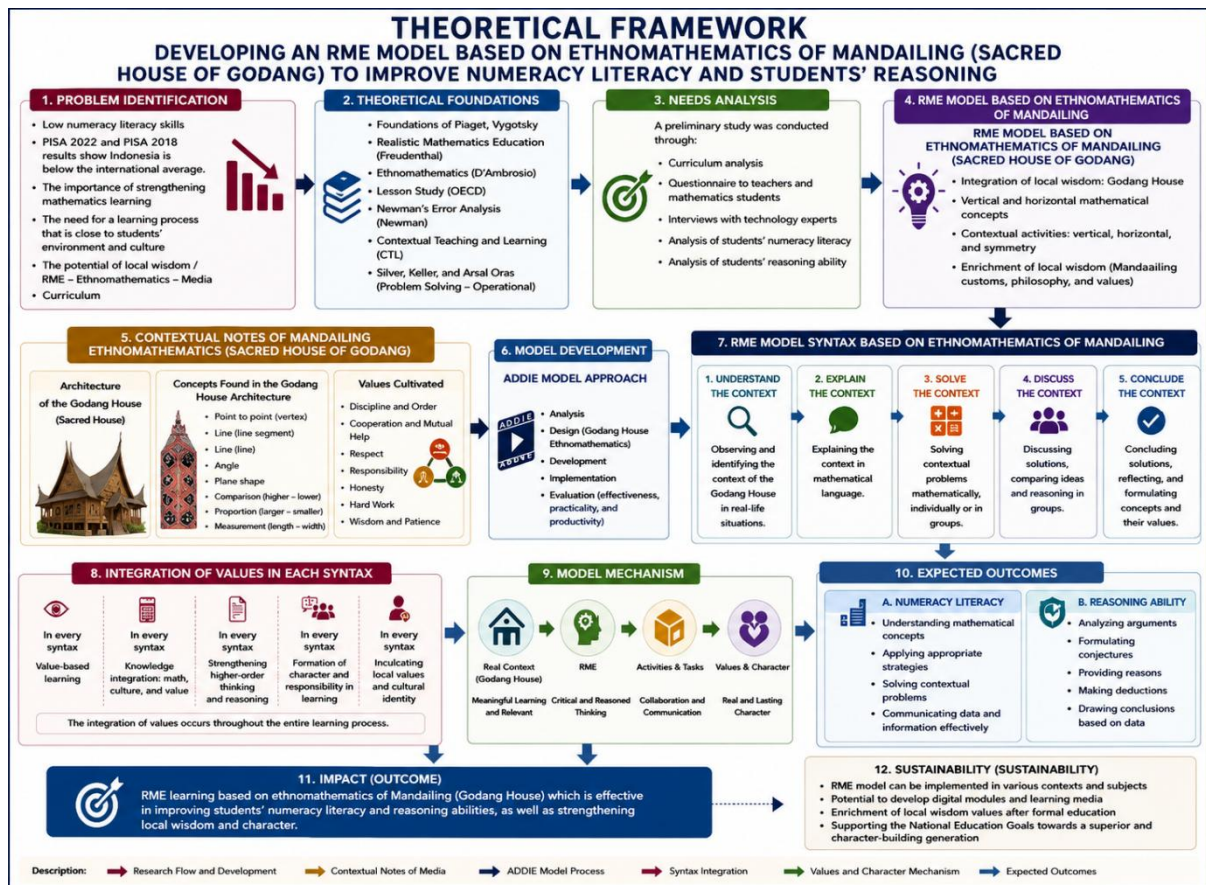 THEORETICAL FRAMEWORK
DEVELOPING AN RME MODEL BASED ON ETHNOMATHEMATICS OF MANDAILING (SACRED
HOUSE OF GODANG) TO IMPROVE NUMERACY LITERACY AND STUDENTS' REASONING
1. PROBLEM IDENTIFICATION
• Low numeracy literacy skills
• PISA 2022 and PISA 2018
results show Indonesia is
below the international average.
• The importance of strengthening
mathematics learning
• The need for a learning process
that is close to students'
environment and culture
• The potential of local wisdom /
RME – Ethnomathematics – Media
• Curriculum
2. THEORETICAL FOUNDATIONS
• Foundations of Piaget, Vygotsky
• Realistic Mathematics Education
(Freudenthal)
• Ethnomathematics (D'Ambrosio)
• Lesson Study (OECD)
• Newman's Error Analysis
(Newman)
• Contextual Teaching and Learning
(CTL)
• Silver, Keller, and Arsal Oras
(Problem Solving – Operational)
3. NEEDS ANALYSIS
A preliminary study was conducted
through:
• Curriculum analysis
• Questionnaire to teachers and
mathematics students
• Interviews with technology experts
• Analysis of students' numeracy literacy
• Analysis of students' reasoning ability
4. RME MODEL BASED ON ETHNOMATHEMATICS
OF MANDAILING
RME MODEL BASED ON
ETHNOMATHEMATICS OF MANDAILING
(SACRED HOUSE OF GODANG)
• Integration of local wisdom: Godang House
• Vertical and horizontal mathematical
concepts
• Contextual activities: vertical, horizontal,
and symmetry
• Enrichment of local wisdom (Mandaailing
customs, philosophy, and values)
5. CONTEXTUAL NOTES OF MANDAILING
ETHNOMATHEMATICS (SACRED HOUSE OF GODANG)
Architecture
of the Godang House
(Sacred House)
Concepts Found in the Godang
House Architecture
• Point to point (vertex)
• Line (line segment)
• Line (line)
• Angle
• Plane shape
• Comparison (higher – lower)
• Proportion (larger – smaller)
• Measurement (length – width)
Values Cultivated
• Discipline and Order
• Cooperation and Mutual
Help
• Respect
• Responsibility
• Honesty
• Hard Work
• Wisdom and Patience
6. MODEL DEVELOPMENT
ADDIE MODEL APPROACH
ADDIE
• Analysis
• Design (Godang House
Ethnomathematics)
• Development
• Implementation
• Evaluation (effectiveness,
practicality, and
productivity)
7. RME MODEL SYNTAX BASED ON ETHNOMATHEMATICS OF MANDAILING
1. UNDERSTAND
THE CONTEXT
Observing and
identifying the
context of the
Godang House
in real-life
situations.
2. EXPLAIN
THE CONTEXT
Explaining the
context in
mathematical
language.
3. SOLVE
THE CONTEXT
Solving
contextual
problems
mathematically,
individually or in
groups.
4. DISCUSS
THE CONTEXT
Discussing
solutions,
comparing ideas
and reasoning in
groups.
5. CONCLUDE
THE CONTEXT
Concluding
solutions,
reflecting, and
formulating
concepts and
their values.
8. INTEGRATION OF VALUES IN EACH SYNTAX
In every
syntax
Value-based
learning
In every
syntax
Knowledge
integration: math,
culture, and value
In every
syntax
Strengthening
higher-order
thinking
and reasoning
In every
syntax
Formation of
character and
responsibility in
learning
In every
syntax
Inculcating
local values
and cultural
identity
The integration of values occurs throughout the entire learning process.
9. MODEL MECHANISM
Real Context
(Godang House)
Meaningful Learning
and Relevant
RME
Critical and Reasoned
Thinking
Activities & Tasks
Collaboration and
Communication
Values & Character
Real and Lasting
Character
10. EXPECTED OUTCOMES
A. NUMERACY LITERACY
• Understanding mathematical
concepts
• Applying appropriate
strategies
• Solving contextual
problems
• Communicating data and
information effectively
B. REASONING ABILITY
• Analyzing arguments
• Formulating
conjectures
• Providing reasons
• Making deductions
• Drawing conclusions
based on data
11. IMPACT (OUTCOME)
RME learning based on ethnomathematics of Mandailing (Godang House) which is effective
in improving students' numeracy literacy and reasoning abilities, as well as strengthening
local wisdom and character.
12. SUSTAINABILITY (SUSTAINABILITY)
• RME model can be implemented in various contexts and subjects
• Potential to develop digital modules and learning media
• Enrichment of local wisdom values after formal education
• Supporting the National Education Goals towards a superior and
character-building generation
Description:
Research Flow and Development
Contextual Notes of Media
ADDIE Model Process
Syntax Integration
Values and Character Mechanism
Expected Outcomes